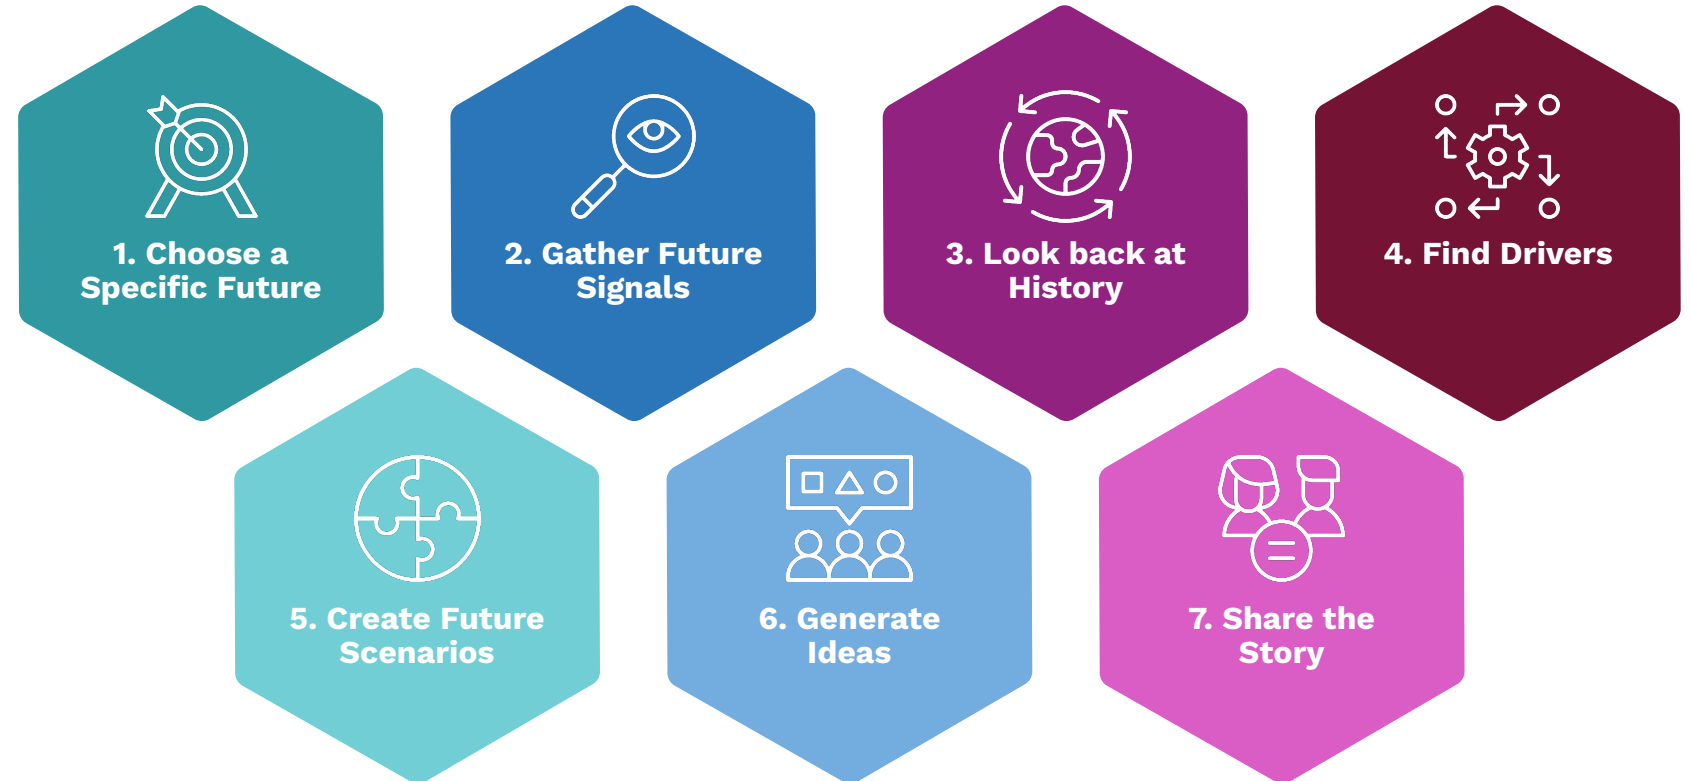 1. Choose a
Specific Future
2. Gather Future
Signals
3. Look back at
History
4. Find Drivers
5. Create Future
Scenarios
6. Generate
Ideas
7. Share the
Story